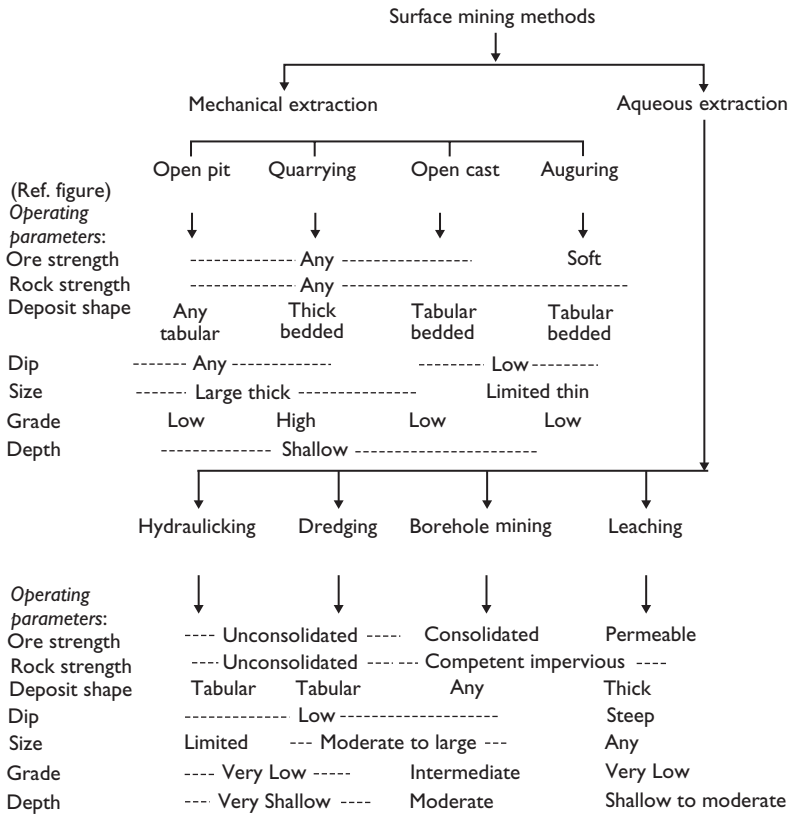 Surface mining methods
Mechanical extraction Aqueous extraction
Open pit Quarrying Open cast Auguring
(Ref. figure)
Operating
parameters:
Ore strength Any Soft
Rock strength Any
Deposit shape Any Thick Tabular Tabular
tabular bedded bedded bedded
Dip Any Low
Size Large thick Limited thin
Grade Low High Low Low
Depth Shallow
Hydraulicking Dredging Borehole mining Leaching
Operating
parameters:
Ore strength Unconsolidated Consolidated Permeable
Rock strength Unconsolidated Competent impervious
Deposit shape Tabular Tabular Any Thick
Dip Low Steep
Size Limited Moderate to large Any
Grade Very Low Intermediate Very Low
Depth Very Shallow Moderate Shallow to moderate